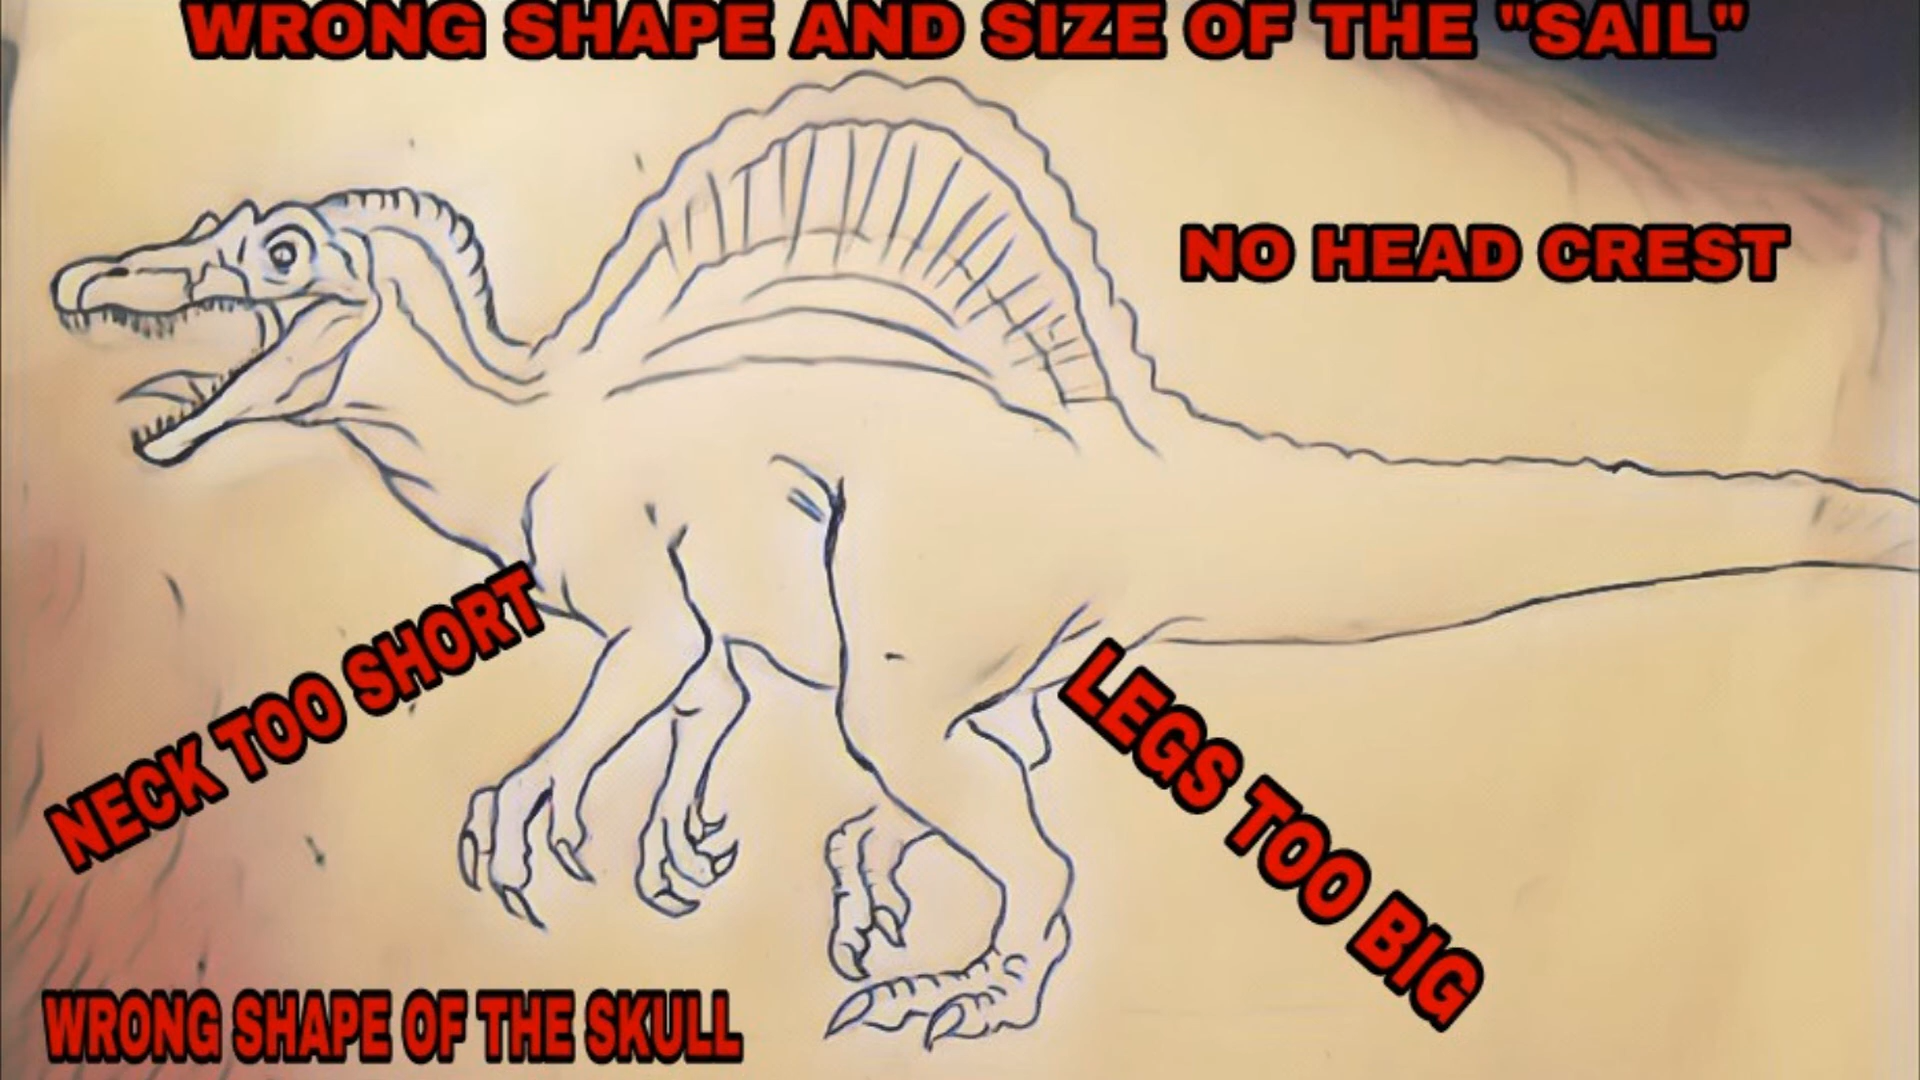 WRONG SHAPE AND SIZE OF THE "SAIL"
NO HEAD CREST
NECK TOO SHORT
LEGS TOO BIG
WRONG SHAPE OF THE SKULL